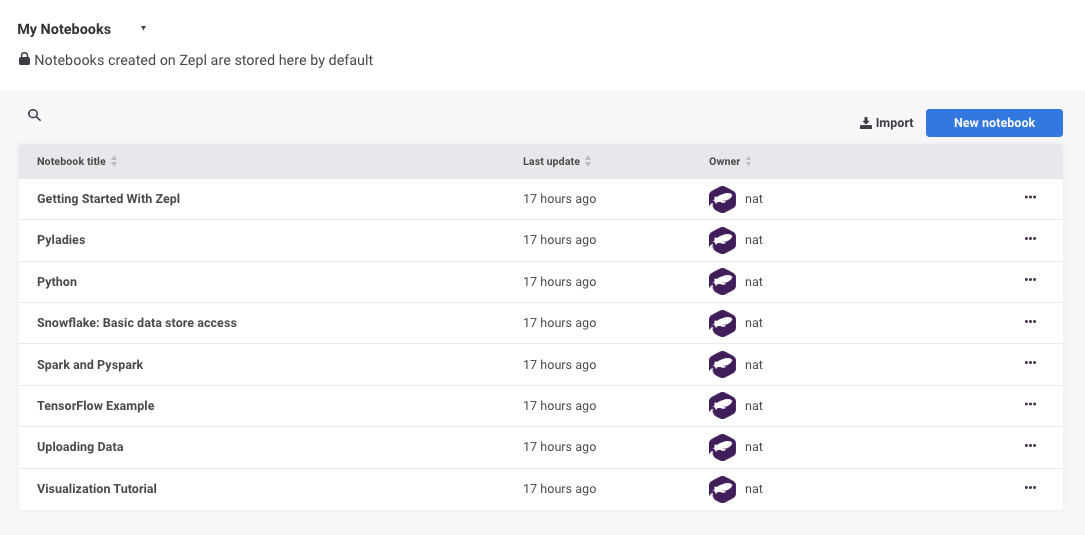 My Notebooks
Notebooks created on Zepl are stored here by default
Import New notebook
Notebook title Last update Owner
Getting Started With Zepl 17 hours ago nat
Pyladies 17 hours ago nat
Python 17 hours ago nat
Snowflake: Basic data store access 17 hours ago nat
Spark and Pyspark 17 hours ago nat
TensorFlow Example 17 hours ago nat
Uploading Data 17 hours ago nat
Visualization Tutorial 17 hours ago nat